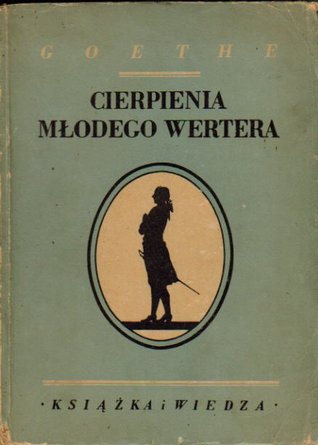 GOETHE
CIERPIENIA
MŁODEGO WERTERA
· KSIĄŻKA i WIEDZA ·